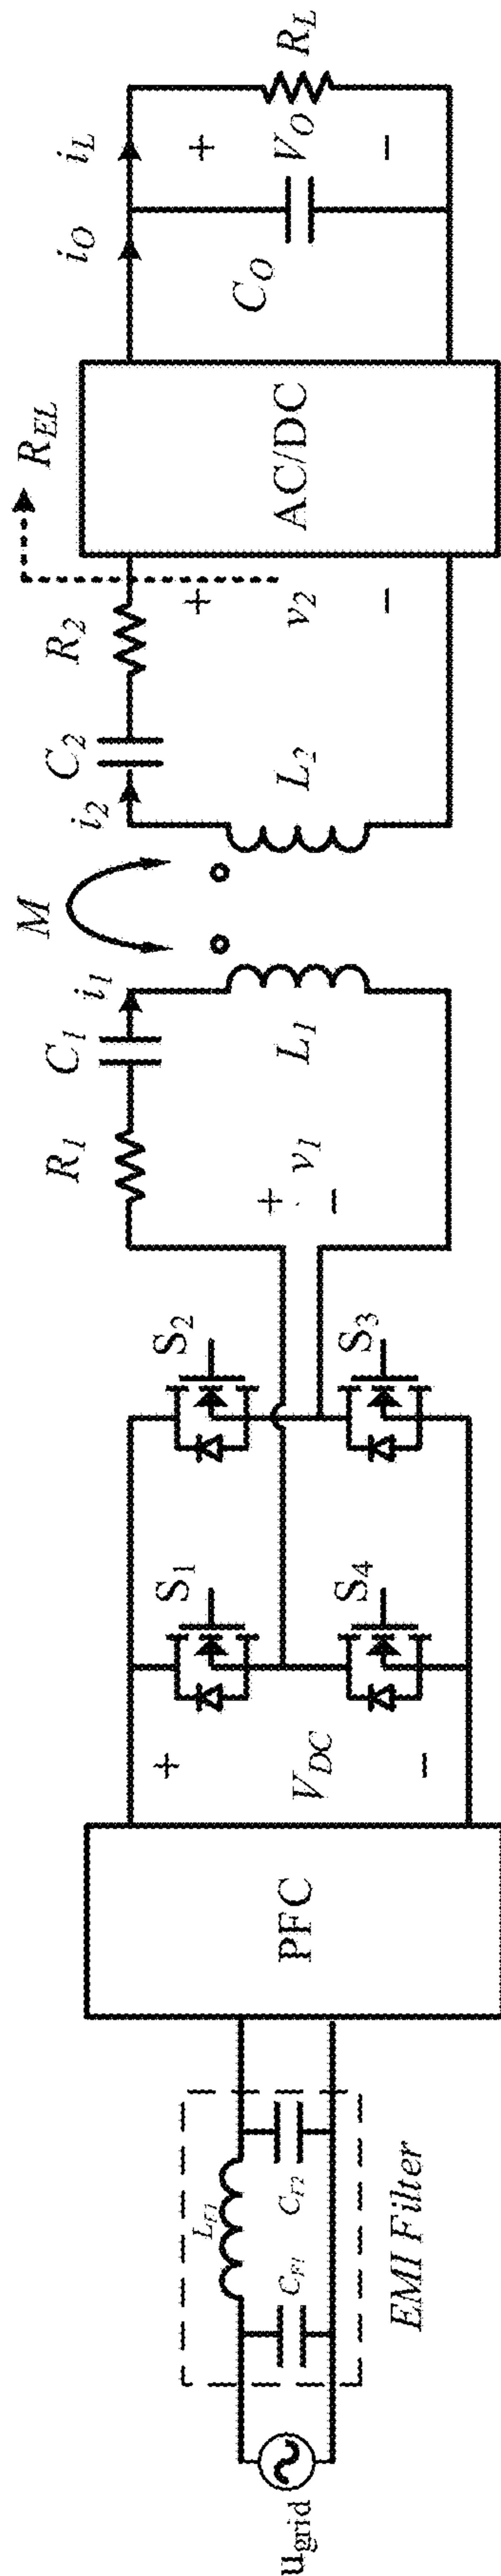 u_grid
C_F1
L_F1
C_F2
EMI Filter
PFC
+
V_DC
−
S_1
S_4
S_2
S_3
+
v_1
−
R_1
C_1
i_1
L_1
M
L_2
i_2
C_2
R_2
+
v_2
−
R_EL
AC/DC
i_O
C_O
i_L
+
V_O
−
R_L